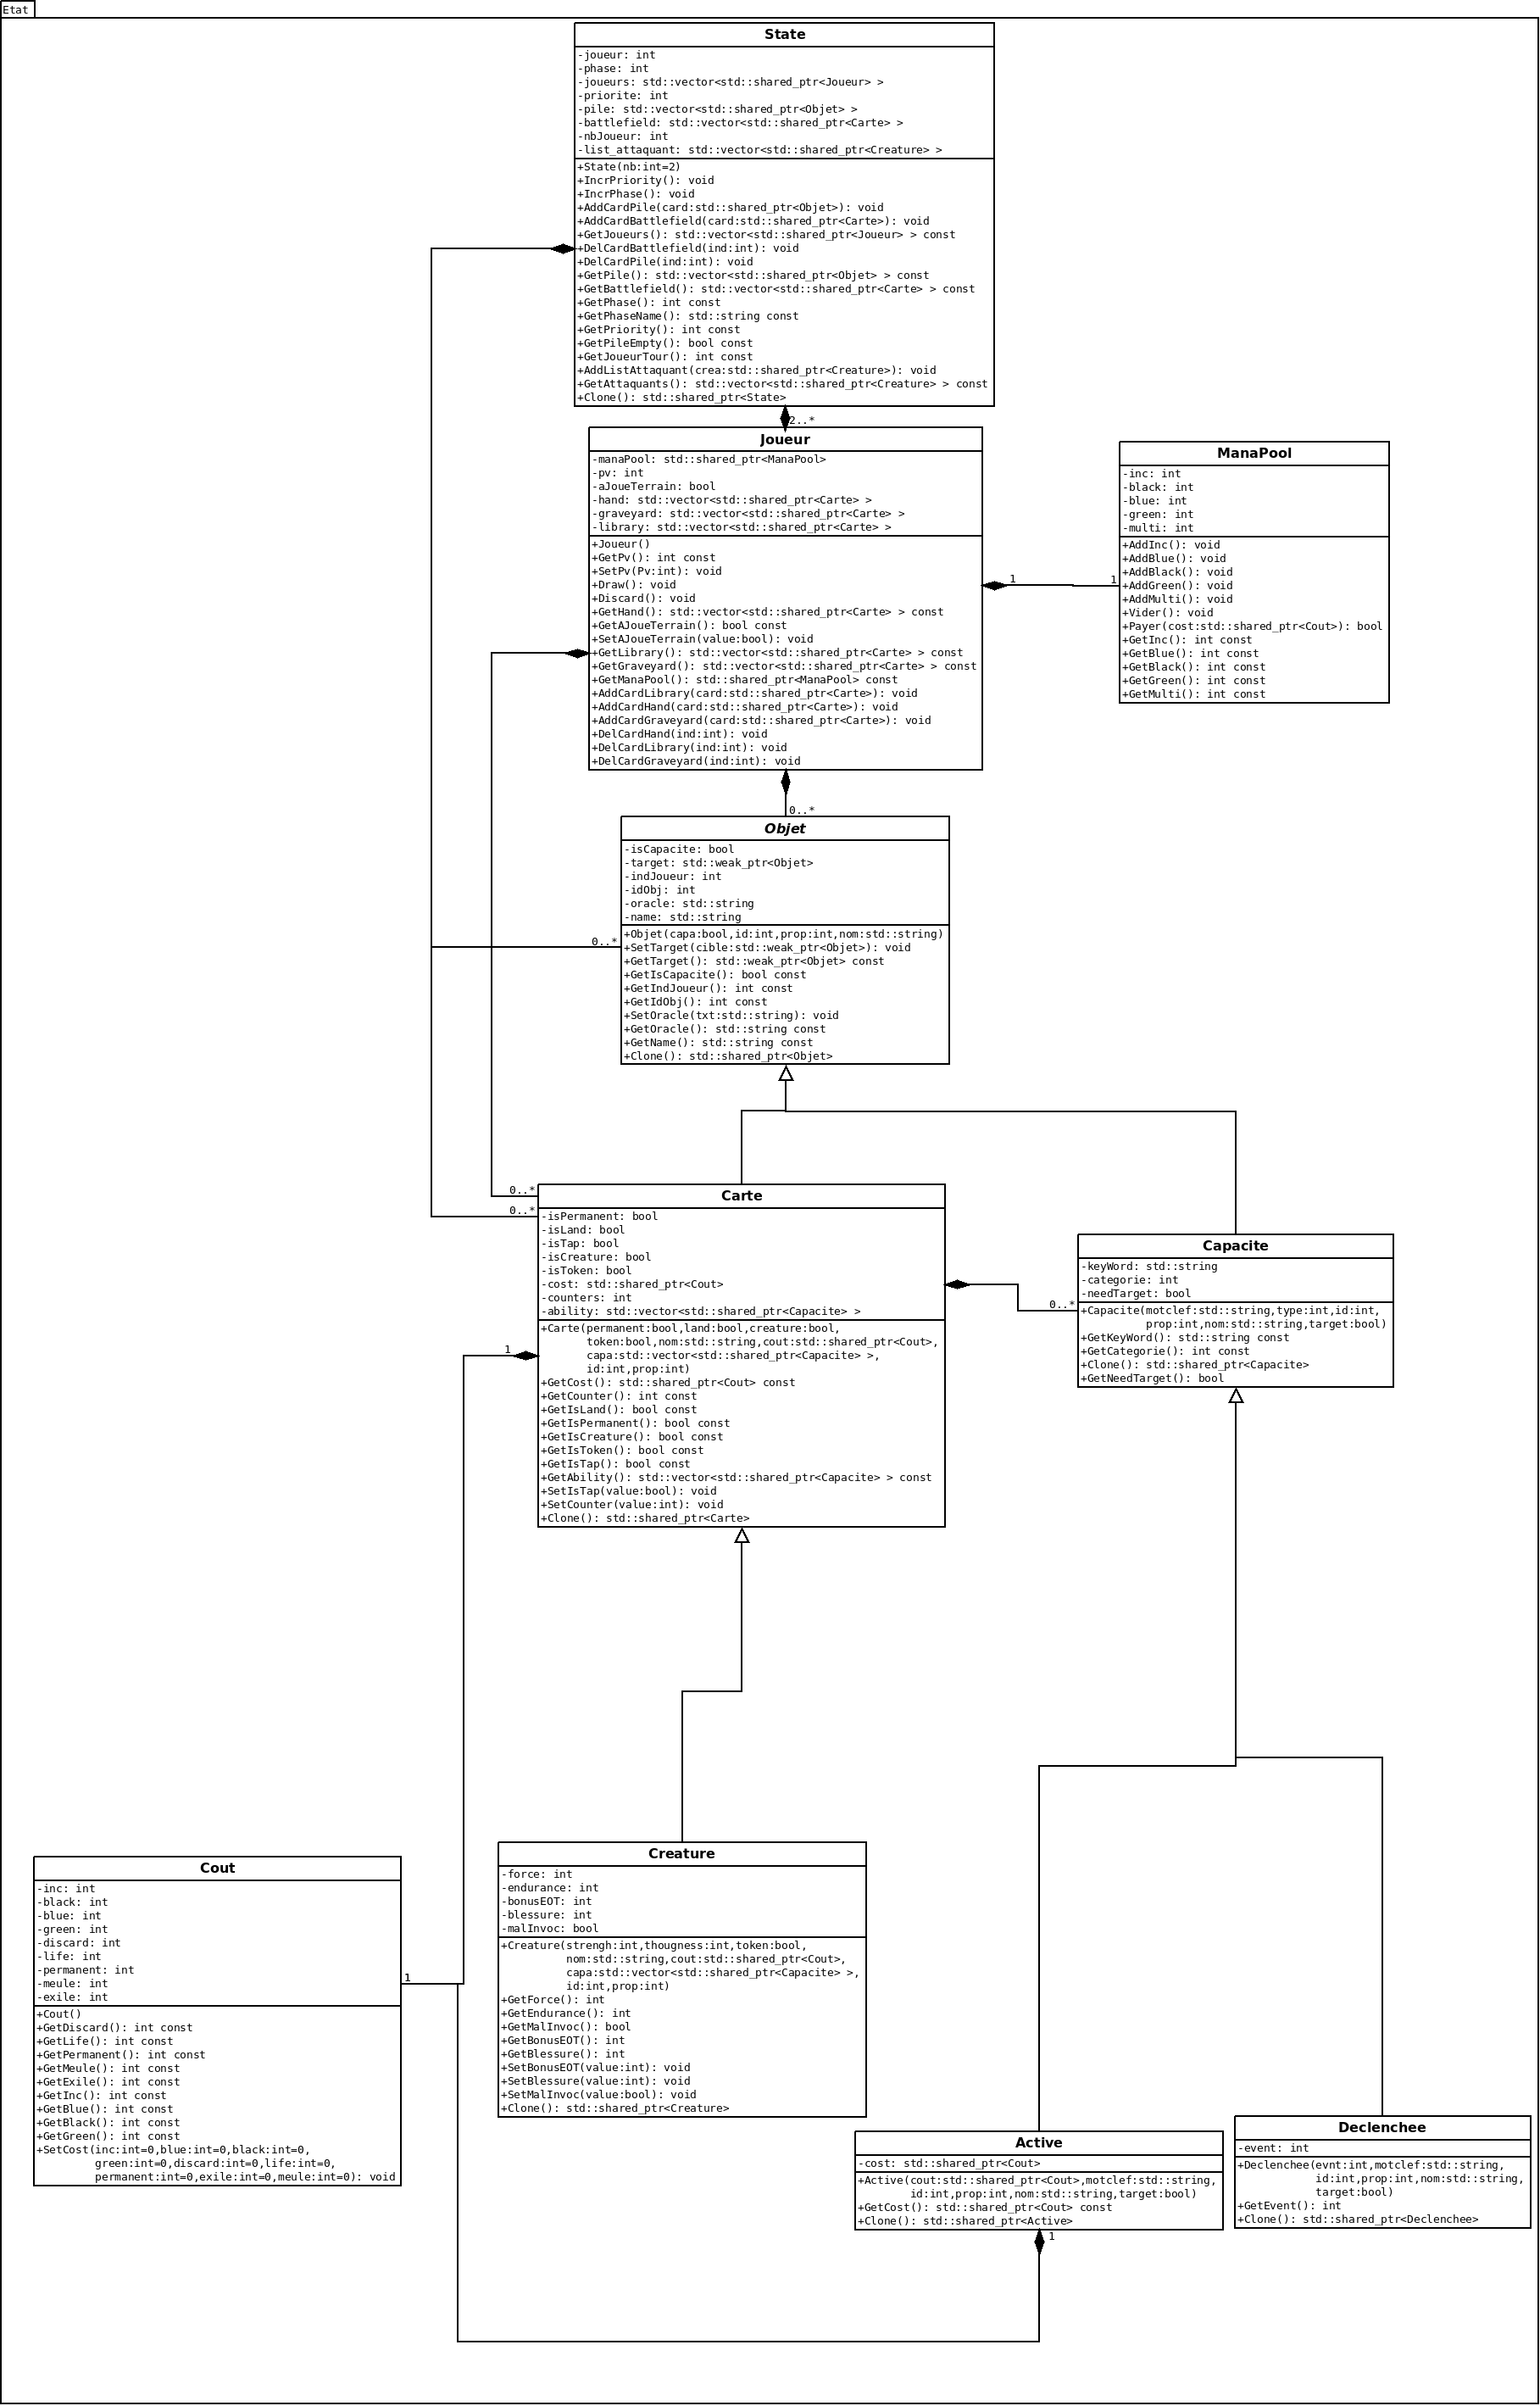 Etat
State
-joueur: int
-phase: int
-joueurs: std::vector<std::shared_ptr<Joueur> >
-priorite: int
-pile: std::vector<std::shared_ptr<Objet> >
-battlefield: std::vector<std::shared_ptr<Carte> >
-nbJoueur: int
-list_attaquant: std::vector<std::shared_ptr<Creature> >
+State(nb:int=2)
+IncrPriority(): void
+IncrPhase(): void
+AddCardPile(card:std::shared_ptr<Objet>): void
+AddCardBattlefield(card:std::shared_ptr<Carte>): void
+GetJoueurs(): std::vector<std::shared_ptr<Joueur> > const
+DelCardBattlefield(ind:int): void
+DelCardPile(ind:int): void
+GetPile(): std::vector<std::shared_ptr<Objet> > const
+GetBattlefield(): std::vector<std::shared_ptr<Carte> > const
+GetPhase(): int const
+GetPhaseName(): std::string const
+GetPriority(): int const
+GetPileEmpty(): bool const
+GetJoueurTour(): int const
+AddListAttaquant(crea:std::shared_ptr<Creature>): void
+GetAttaquants(): std::vector<std::shared_ptr<Creature> > const
+Clone(): std::shared_ptr<State>
2..*
Joueur
-manaPool: std::shared_ptr<ManaPool>
-pv: int
-aJoueTerrain: bool
-hand: std::vector<std::shared_ptr<Carte> >
-graveyard: std::vector<std::shared_ptr<Carte> >
-library: std::vector<std::shared_ptr<Carte> >
+Joueur()
+GetPv(): int const
+SetPv(Pv:int): void
+Draw(): void
+Discard(): void
+GetHand(): std::vector<std::shared_ptr<Carte> > const
+GetAJoueTerrain(): bool const
+SetAJoueTerrain(value:bool): void
+GetLibrary(): std::vector<std::shared_ptr<Carte> > const
+GetGraveyard(): std::vector<std::shared_ptr<Carte> > const
+GetManaPool(): std::shared_ptr<ManaPool> const
+AddCardLibrary(card:std::shared_ptr<Carte>): void
+AddCardHand(card:std::shared_ptr<Carte>): void
+AddCardGraveyard(card:std::shared_ptr<Carte>): void
+DelCardHand(ind:int): void
+DelCardLibrary(ind:int): void
+DelCardGraveyard(ind:int): void
1
1
ManaPool
-inc: int
-black: int
-blue: int
-green: int
-multi: int
+AddInc(): void
+AddBlue(): void
+AddBlack(): void
+AddGreen(): void
+AddMulti(): void
+Vider(): void
+Payer(cost:std::shared_ptr<Cout>): bool
+GetInc(): int const
+GetBlue(): int const
+GetBlack(): int const
+GetGreen(): int const
+GetMulti(): int const
0..*
Objet
-isCapacite: bool
-target: std::weak_ptr<Objet>
-indJoueur: int
-idObj: int
-oracle: std::string
-name: std::string
+Objet(capa:bool,id:int,prop:int,nom:std::string)
+SetTarget(cible:std::weak_ptr<Objet>): void
+GetTarget(): std::weak_ptr<Objet> const
+GetIsCapacite(): bool const
+GetIndJoueur(): int const
+GetIdObj(): int const
+SetOracle(txt:std::string): void
+GetOracle(): std::string const
+GetName(): std::string const
+Clone(): std::shared_ptr<Objet>
0..*
0..*
0..*
Carte
-isPermanent: bool
-isLand: bool
-isTap: bool
-isCreature: bool
-isToken: bool
-cost: std::shared_ptr<Cout>
-counters: int
-ability: std::vector<std::shared_ptr<Capacite> >
+Carte(permanent:bool,land:bool,creature:bool,
token:bool,nom:std::string,cout:std::shared_ptr<Cout>,
capa:std::vector<std::shared_ptr<Capacite> >,
id:int,prop:int)
+GetCost(): std::shared_ptr<Cout> const
+GetCounter(): int const
+GetIsLand(): bool const
+GetIsPermanent(): bool const
+GetIsCreature(): bool const
+GetIsToken(): bool const
+GetIsTap(): bool const
+GetAbility(): std::vector<std::shared_ptr<Capacite> > const
+SetIsTap(value:bool): void
+SetCounter(value:int): void
+Clone(): std::shared_ptr<Carte>
0..*
1
Capacite
-keyWord: std::string
-categorie: int
-needTarget: bool
+Capacite(motclef:std::string,type:int,id:int,
prop:int,nom:std::string,target:bool)
+GetKeyWord(): std::string const
+GetCategorie(): int const
+Clone(): std::shared_ptr<Capacite>
+GetNeedTarget(): bool
Cout
-inc: int
-black: int
-blue: int
-green: int
-discard: int
-life: int
-permanent: int
-meule: int
-exile: int
+Cout()
+GetDiscard(): int const
+GetLife(): int const
+GetPermanent(): int const
+GetMeule(): int const
+GetExile(): int const
+GetInc(): int const
+GetBlue(): int const
+GetBlack(): int const
+GetGreen(): int const
+SetCost(inc:int=0,blue:int=0,black:int=0,
green:int=0,discard:int=0,life:int=0,
permanent:int=0,exile:int=0,meule:int=0): void
1
Creature
-force: int
-endurance: int
-bonusEOT: int
-blessure: int
-malInvoc: bool
+Creature(strengh:int,thougness:int,token:bool,
nom:std::string,cout:std::shared_ptr<Cout>,
capa:std::vector<std::shared_ptr<Capacite> >,
id:int,prop:int)
+GetForce(): int
+GetEndurance(): int
+GetMalInvoc(): bool
+GetBonusEOT(): int
+GetBlessure(): int
+SetBonusEOT(value:int): void
+SetBlessure(value:int): void
+SetMalInvoc(value:bool): void
+Clone(): std::shared_ptr<Creature>
Active
-cost: std::shared_ptr<Cout>
+Active(cout:std::shared_ptr<Cout>,motclef:std::string,
id:int,prop:int,nom:std::string,target:bool)
+GetCost(): std::shared_ptr<Cout> const
+Clone(): std::shared_ptr<Active>
1
Declenchee
-event: int
+Declenchee(evnt:int,motclef:std::string,
id:int,prop:int,nom:std::string,
target:bool)
+GetEvent(): int
+Clone(): std::shared_ptr<Declenchee>